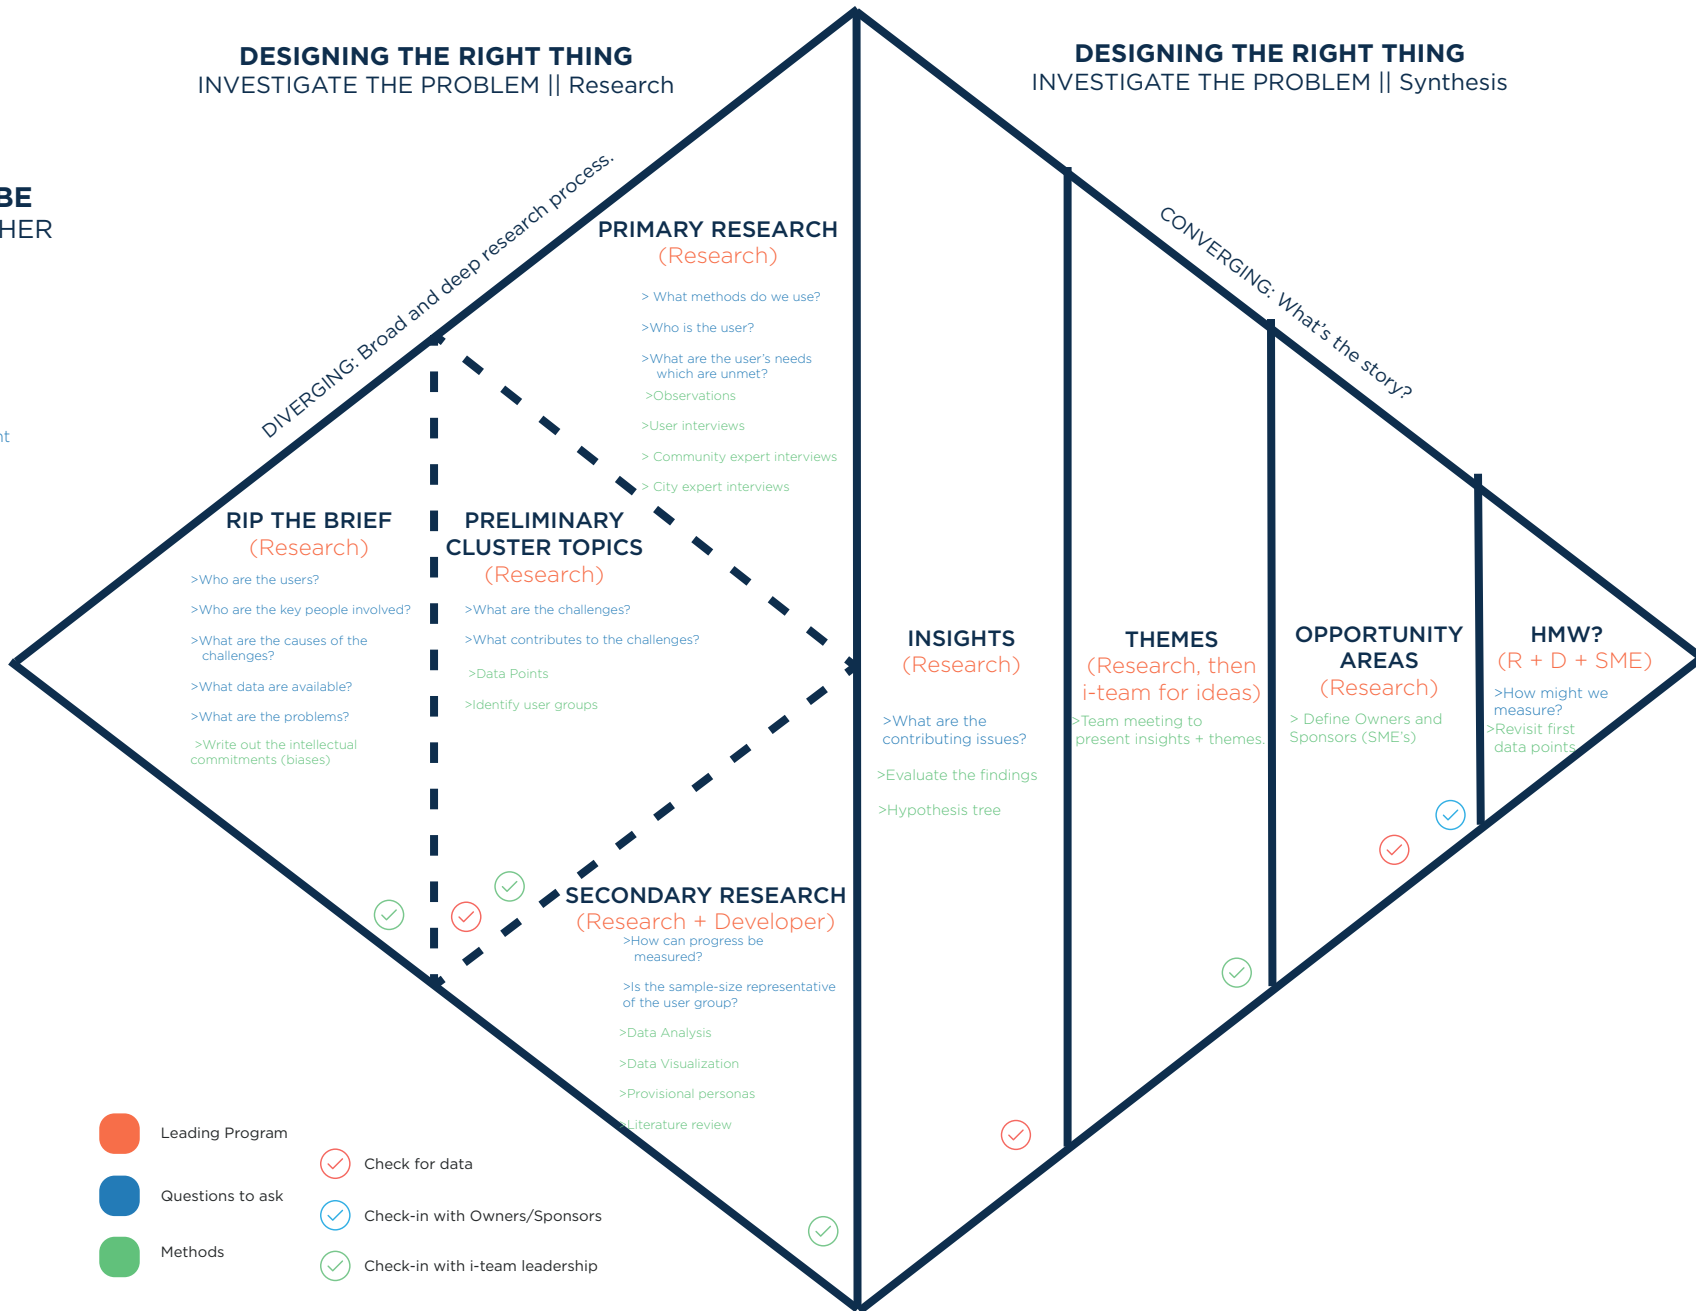 DESIGNING THE RIGHT THING
INVESTIGATE THE PROBLEM || Research
DESIGNING THE RIGHT THING
INVESTIGATE THE PROBLEM || Synthesis
BE
HER
nt
DIVERGING: Broad and deep research process.
CONVERGING: What's the story?
PRIMARY RESEARCH
(Research)
> What methods do we use?
>Who is the user?
>What are the user's needs
which are unmet?
>Observations
>User interviews
> Community expert interviews
> City expert interviews
RIP THE BRIEF
(Research)
>Who are the users?
>Who are the key people involved?
>What are the causes of the
challenges?
>What data are available?
>What are the problems?
>Write out the intellectual
commitments (biases)
PRELIMINARY
CLUSTER TOPICS
(Research)
>What are the challenges?
>What contributes to the challenges?
>Data Points
>Identify user groups
SECONDARY RESEARCH
(Research + Developer)
>How can progress be
measured?
>Is the sample-size representative
of the user group?
>Data Analysis
>Data Visualization
>Provisional personas
>Literature review
INSIGHTS
(Research)
>What are the
contributing issues?
>Evaluate the findings
>Hypothesis tree
THEMES
(Research, then
i-team for ideas)
>Team meeting to
present insights + themes.
OPPORTUNITY
AREAS
(Research)
> Define Owners and
Sponsors (SME's)
HMW?
(R + D + SME)
>How might we
measure?
>Revisit first
data points
Leading Program
Questions to ask
Methods
Check for data
Check-in with Owners/Sponsors
Check-in with i-team leadership